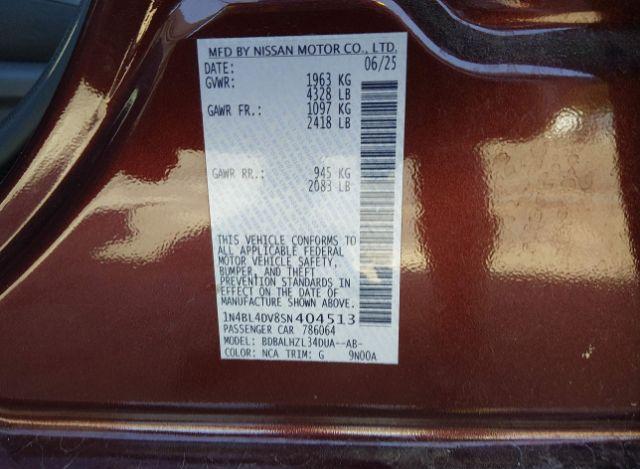 MFD BY NISSAN MOTOR CO., LTD.
DATE: 06/25
GVWR: 1963 KG
4328 LB
GAWR FR.: 1097 KG
2418 LB
GAWR RR.: 945 KG
2083 LB
THIS VEHICLE CONFORMS TO
ALL APPLICABLE FEDERAL
MOTOR VEHICLE SAFETY,
BUMPER, AND THEFT
PREVENTION STANDARDS IN
EFFECT ON THE DATE OF
MANUFACTURE SHOWN ABOVE.
1N4BL4DV8SN404513
PASSENGER CAR 786064
MODEL: BDBALHZL34DUA--AB-
COLOR: NCA TRIM: G 9N00A